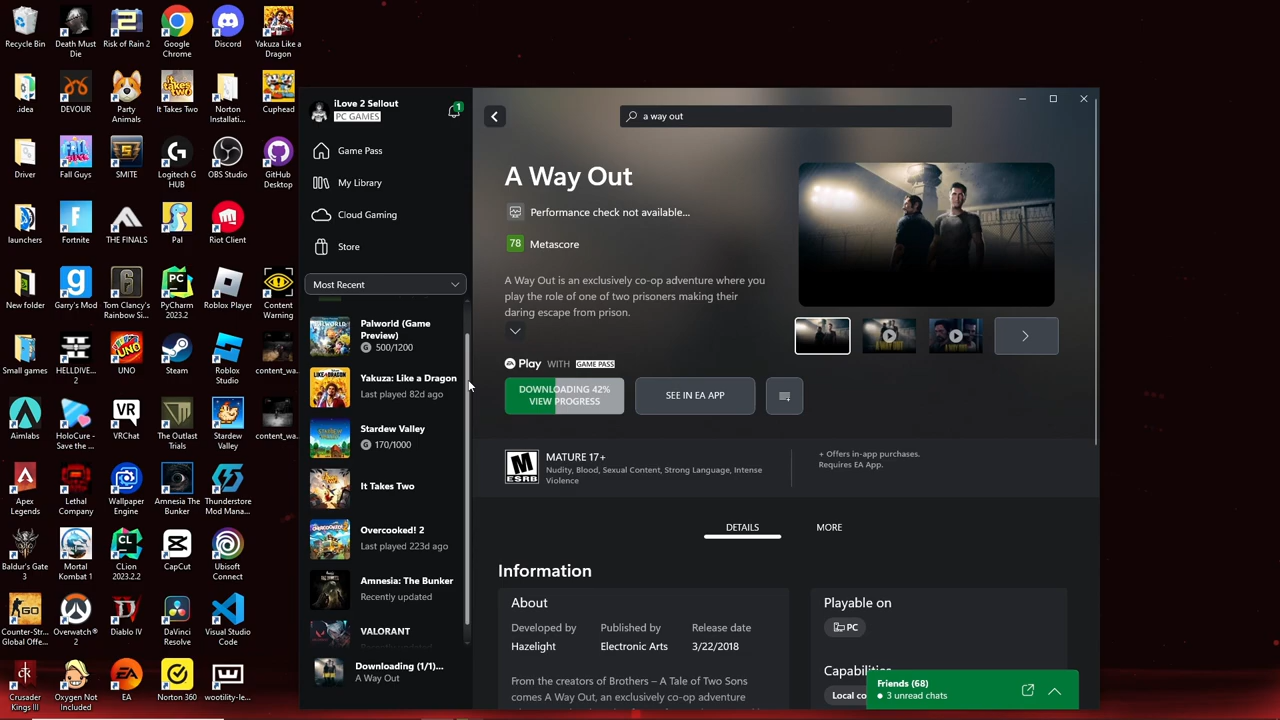 Recycle Bin
Death Must
Die
Risk of Rain 2
Google
Chrome
Discord
Yakuza Like a
Dragon
.idea
DEVOUR
Party
Animals
It Takes Two
Norton
Installati...
Cuphead
Driver
Fall Guys
SMITE
Logitech G
HUB
OBS Studio
GitHub
Desktop
launchers
Fortnite
THE FINALS
Pal
Riot Client
New folder
Garry's Mod
Tom Clancy's
Rainbow Si...
PyCharm
2023.2
Roblox Player
Content
Warning
Small games
HELLDIVE...
2
UNO
Steam
Roblox
Studio
content_wa...
Aimlabs
HoloCure -
Save the ...
VRChat
The Outlast
Trials
Stardew
Valley
content_wa...
Apex
Legends
Lethal
Company
Wallpaper
Engine
Amnesia The
Bunker
Thunderstore
Mod Mana...
Baldur's Gate
3
Mortal
Kombat 1
CLion
2023.2.2
CapCut
Ubisoft
Connect
Counter-Str...
Global Offe...
Overwatch®
2
Diablo IV
DaVinci
Resolve
Visual Studio
Code
Crusader
Kings III
Oxygen Not
Included
EA
Norton 360
wootility-le...
iLove 2 Sellout
PC GAMES
1
Game Pass
My Library
Cloud Gaming
Store
Most Recent
Palworld (Game
Preview)
500/1200
Yakuza: Like a Dragon
Last played 82d ago
Stardew Valley
170/1000
It Takes Two
Overcooked! 2
Last played 223d ago
Amnesia: The Bunker
Recently updated
VALORANT
Downloading (1/1)...
A Way Out
a way out
A Way Out
Performance check not available...
78 Metascore
A Way Out is an exclusively co-op adventure where you
play the role of one of two prisoners making their
daring escape from prison.
EA Play WITH GAME PASS
DOWNLOADING 42%
VIEW PROGRESS
SEE IN EA APP
MATURE 17+
Nudity, Blood, Sexual Content, Strong Language, Intense
Violence
M
ESRB
+ Offers in-app purchases.
Requires EA App.
DETAILS
MORE
Information
About
Developed by
Hazelight
Published by
Electronic Arts
Release date
3/22/2018
From the creators of Brothers – A Tale of Two Sons
comes A Way Out, an exclusively co-op adventure
Playable on
PC
Capabilities
Local co
Friends (68)
3 unread chats